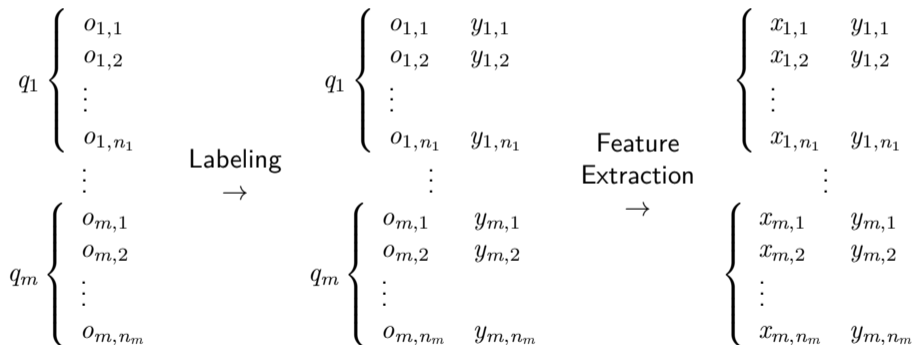 q_1 { o_{1,1} q_1 { o_{1,1} y_{1,1} { x_{1,1} y_{1,1}
o_{1,2} o_{1,2} y_{1,2} x_{1,2} y_{1,2}
⋮ ⋮ ⋮
o_{1,n_1} o_{1,n_1} y_{1,n_1} x_{1,n_1} y_{1,n_1}
Labeling Feature
⋮ → ⋮ Extraction ⋮
→
q_m { o_{m,1} q_m { o_{m,1} y_{m,1} { x_{m,1} y_{m,1}
o_{m,2} o_{m,2} y_{m,2} x_{m,2} y_{m,2}
⋮ ⋮ ⋮
o_{m,n_m} o_{m,n_m} y_{m,n_m} x_{m,n_m} y_{m,n_m}